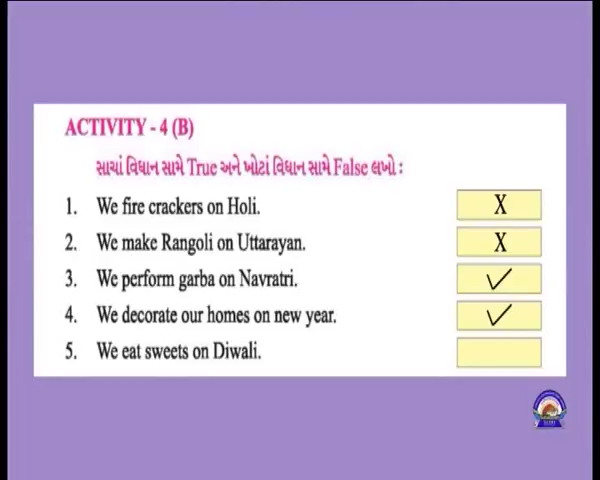 ACTIVITY - 4 (B)
સાચાં વિધાન સામે True અને ખોટાં વિધાન સામે False લખો :
1. We fire crackers on Holi. X
2. We make Rangoli on Uttarayan. X
3. We perform garba on Navratri. ✓
4. We decorate our homes on new year. ✓
5. We eat sweets on Diwali.